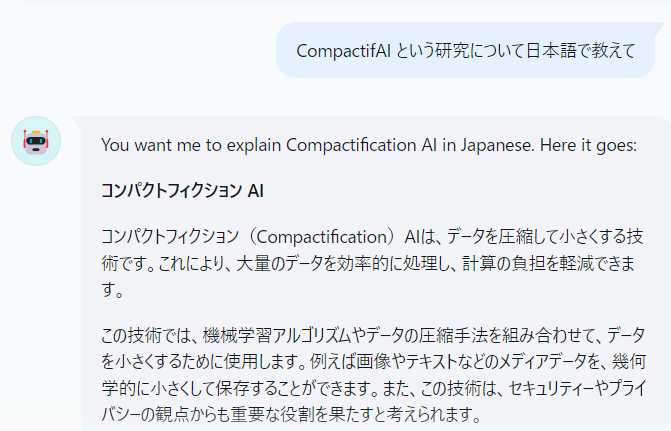 CompactifAI という研究について日本語で教えて
You want me to explain Compactification AI in Japanese. Here it goes:
コンパクトフィクション AI
コンパクトフィクション（Compactification）AIは、データを圧縮して小さくする技
術です。これにより、大量のデータを効率的に処理し、計算の負担を軽減できま
す。
この技術では、機械学習アルゴリズムやデータの圧縮手法を組み合わせて、データ
を小さくするために使用します。例えば画像やテキストなどのメディアデータを、幾何
学的に小さくして保存することができます。また、この技術は、セキュリティーやプライ
バシーの観点からも重要な役割を果たすと考えられます。